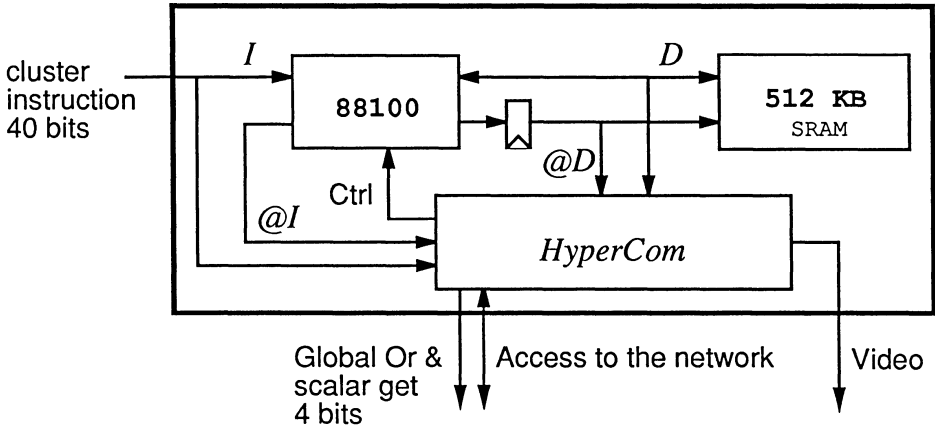 cluster
instruction
40 bits
I
88100
D
512 KB
SRAM
@D
Ctrl
@I
HyperCom
Global Or &
scalar get
4 bits
Access to the network
Video